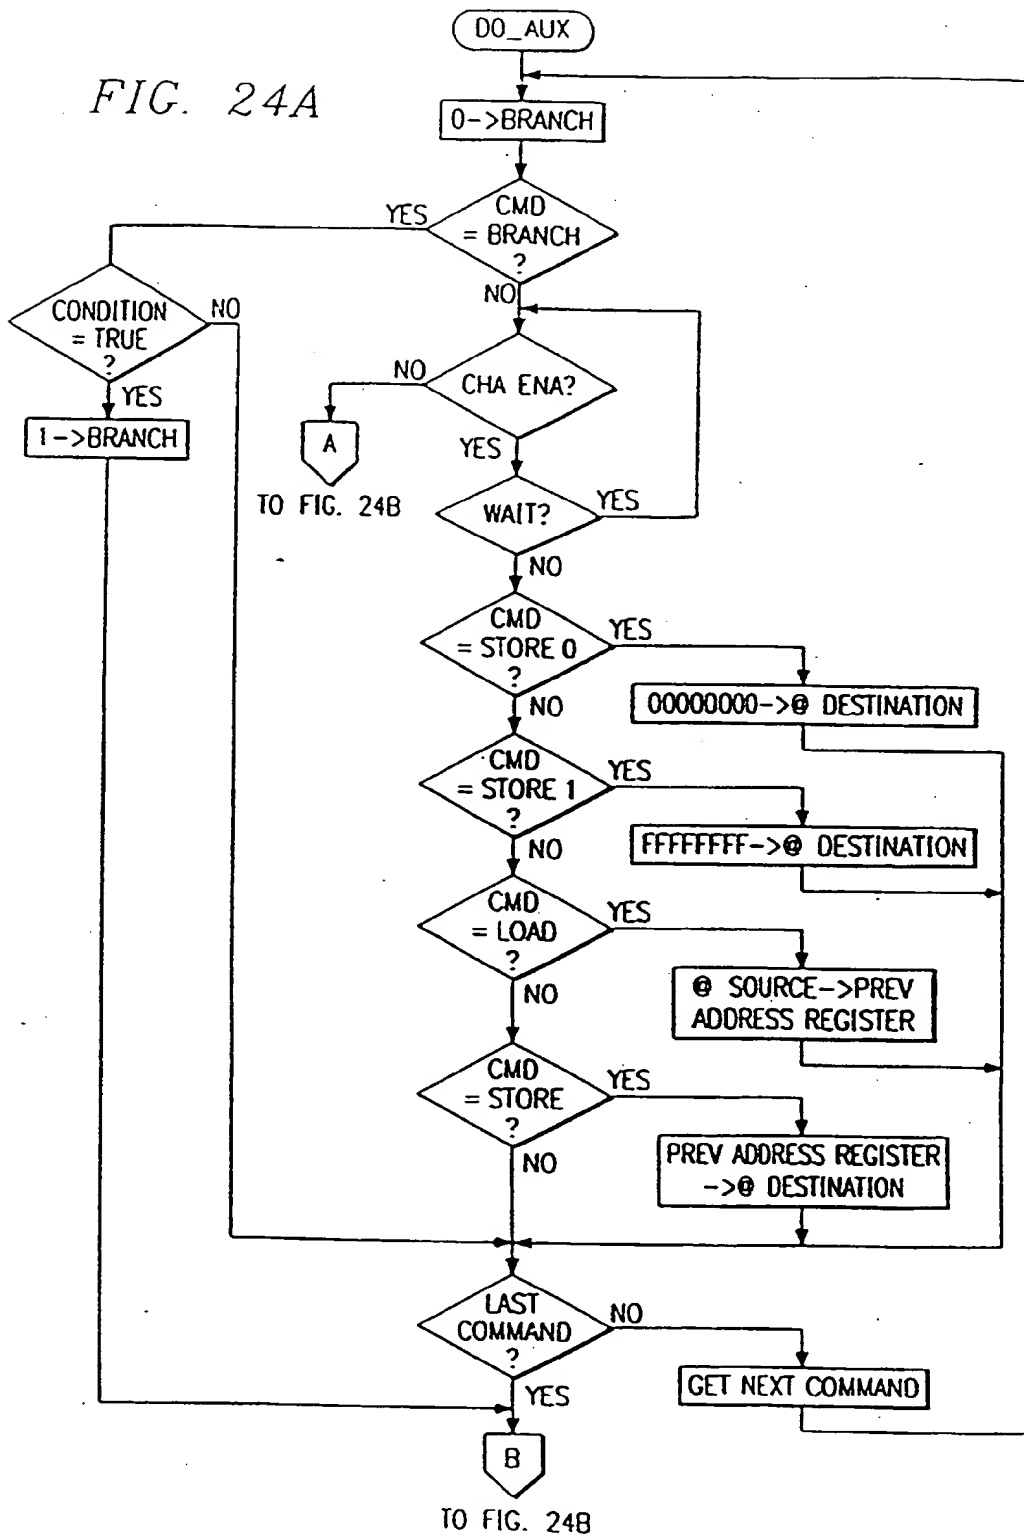 DO_AUX
FIG. 24A
0->BRANCH
CMD
= BRANCH
?
YES
NO
CONDITION
= TRUE
?
NO
YES
1->BRANCH
CHA ENA?
NO
YES
A
TO FIG. 24B
WAIT?
YES
NO
CMD
= STORE 0
?
YES
NO
00000000->@ DESTINATION
CMD
= STORE 1
?
YES
NO
FFFFFFFF->@ DESTINATION
CMD
= LOAD
?
YES
NO
@ SOURCE->PREV
ADDRESS REGISTER
CMD
= STORE
?
YES
NO
PREV ADDRESS REGISTER
->@ DESTINATION
LAST
COMMAND
?
NO
YES
GET NEXT COMMAND
B
TO FIG. 24B